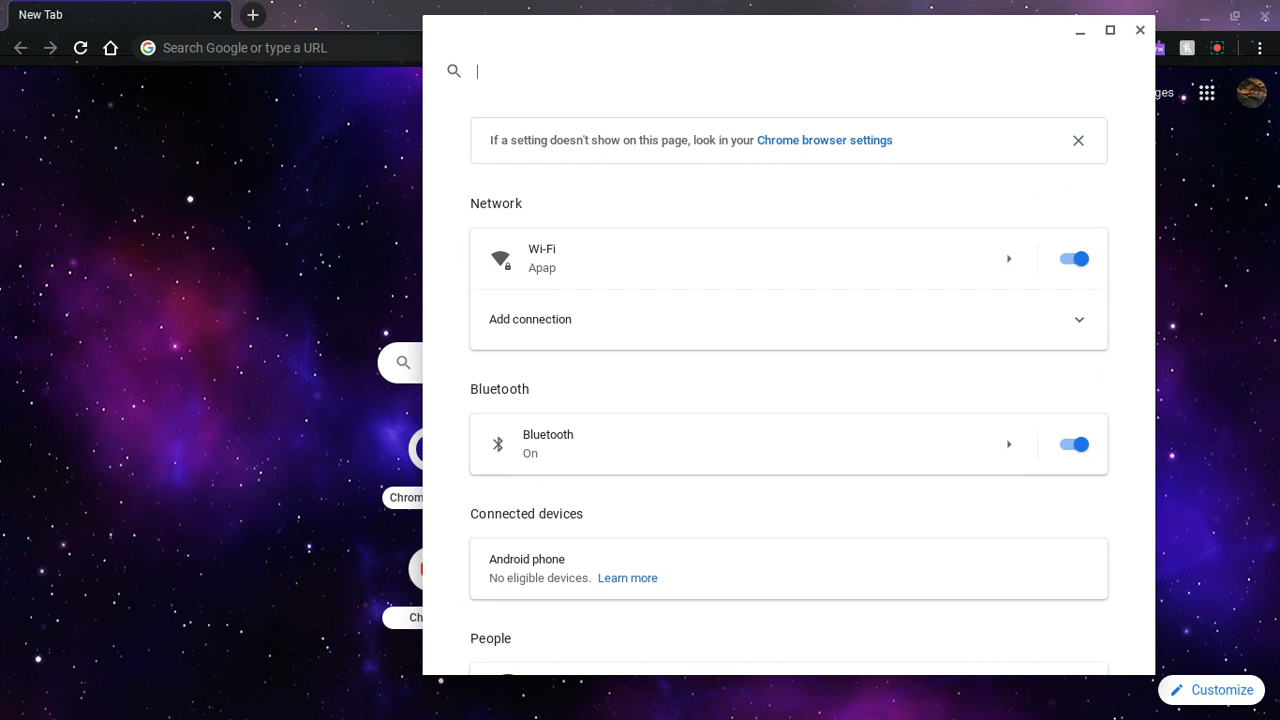 New Tab
Search Google or type a URL
ges
If a setting doesn't show on this page, look in your Chrome browser settings
Network
Wi-Fi
Apap
Add connection
Bluetooth
Bluetooth
On
Connected devices
Android phone
No eligible devices. Learn more
People
Chrom
Ch
Customize